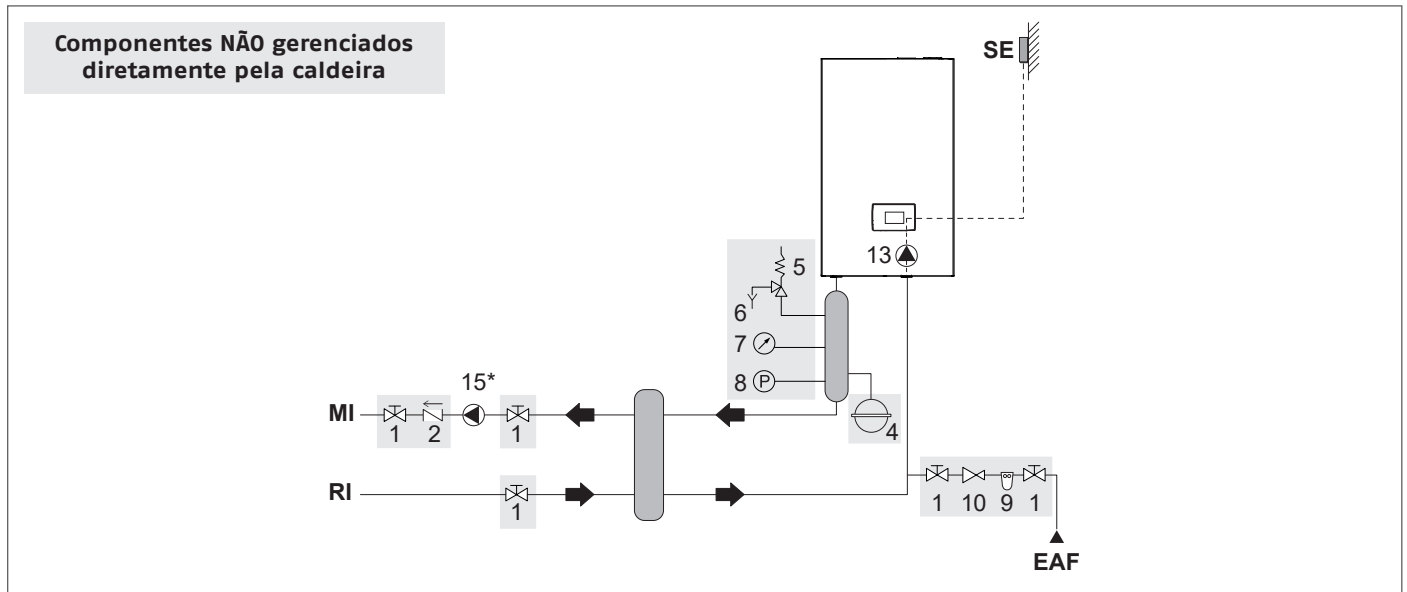 Componentes NÃO gerenciados
diretamente pela caldeira
SE
13
5
6
7
8 P
15*
MI
1 2 1
4
RI
1
1 10 9 1
EAF